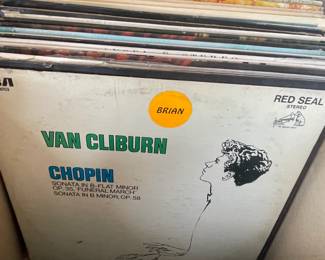 RCA
BRIAN
RED SEAL
STEREO
VAN CLIBURN
CHOPIN
SONATA IN B-FLAT MINOR
OP. 35, "FUNERAL MARCH"
SONATA IN B MINOR, OP. 58